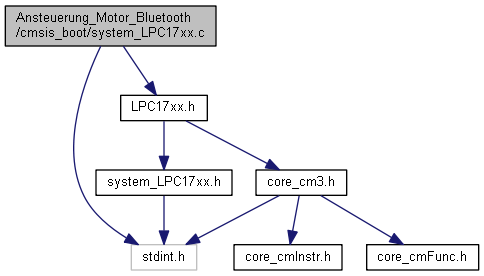 Ansteuerung_Motor_Bluetooth
/cmsis_boot/system_LPC17xx.c
LPC17xx.h
system_LPC17xx.h
core_cm3.h
stdint.h
core_cmInstr.h
core_cmFunc.h